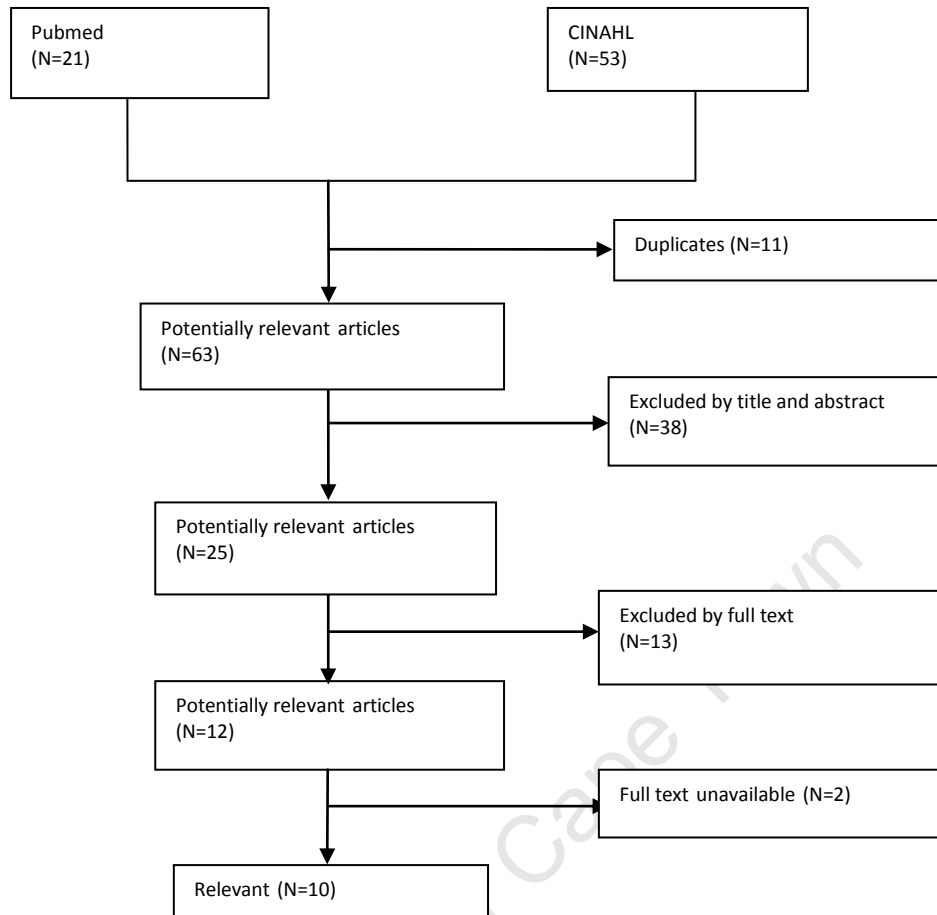 Pubmed
(N=21)
CINAHL
(N=53)
Duplicates (N=11)
Potentially relevant articles
(N=63)
Excluded by title and abstract
(N=38)
Potentially relevant articles
(N=25)
Excluded by full text
(N=13)
Potentially relevant articles
(N=12)
Full text unavailable (N=2)
Relevant (N=10)
Cape